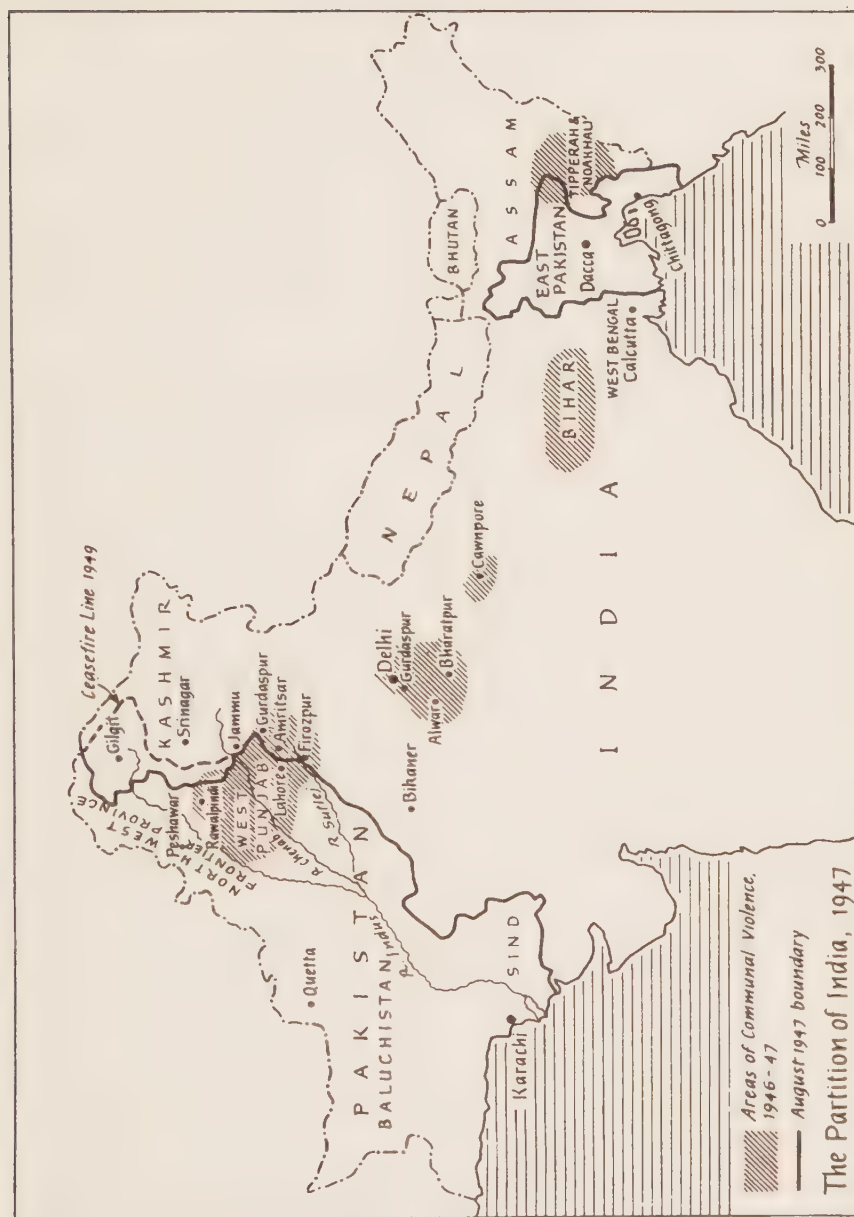 Ceasefire Line 1949
Gilgit
KASHMIR
Srinagar
NORTH WEST
FRONTIER PROVINCE
Peshawar
Rawalpindi
Jammu
WEST
PUNJAB
Gurdaspur
Lahore
Amritsar
Firozpur
R Chenab
R Sutlej
Quetta
PAKISTAN
BALUCHISTAN
R. Indus
SIND
Karachi
Bikaner
Delhi
Gurdaspur
Alwar
Bharatpur
Cawnpore
NEPAL
BHUTAN
ASSAM
BIHAR
EAST
PAKISTAN
Dacca
TIPPERAH &
NOAKHALI
WEST BENGAL
Calcutta
Chittagong
INDIA
Areas of Communal Violence,
1946-47
August 1947 boundary
The Partition of India, 1947
Miles
0 100 200 300